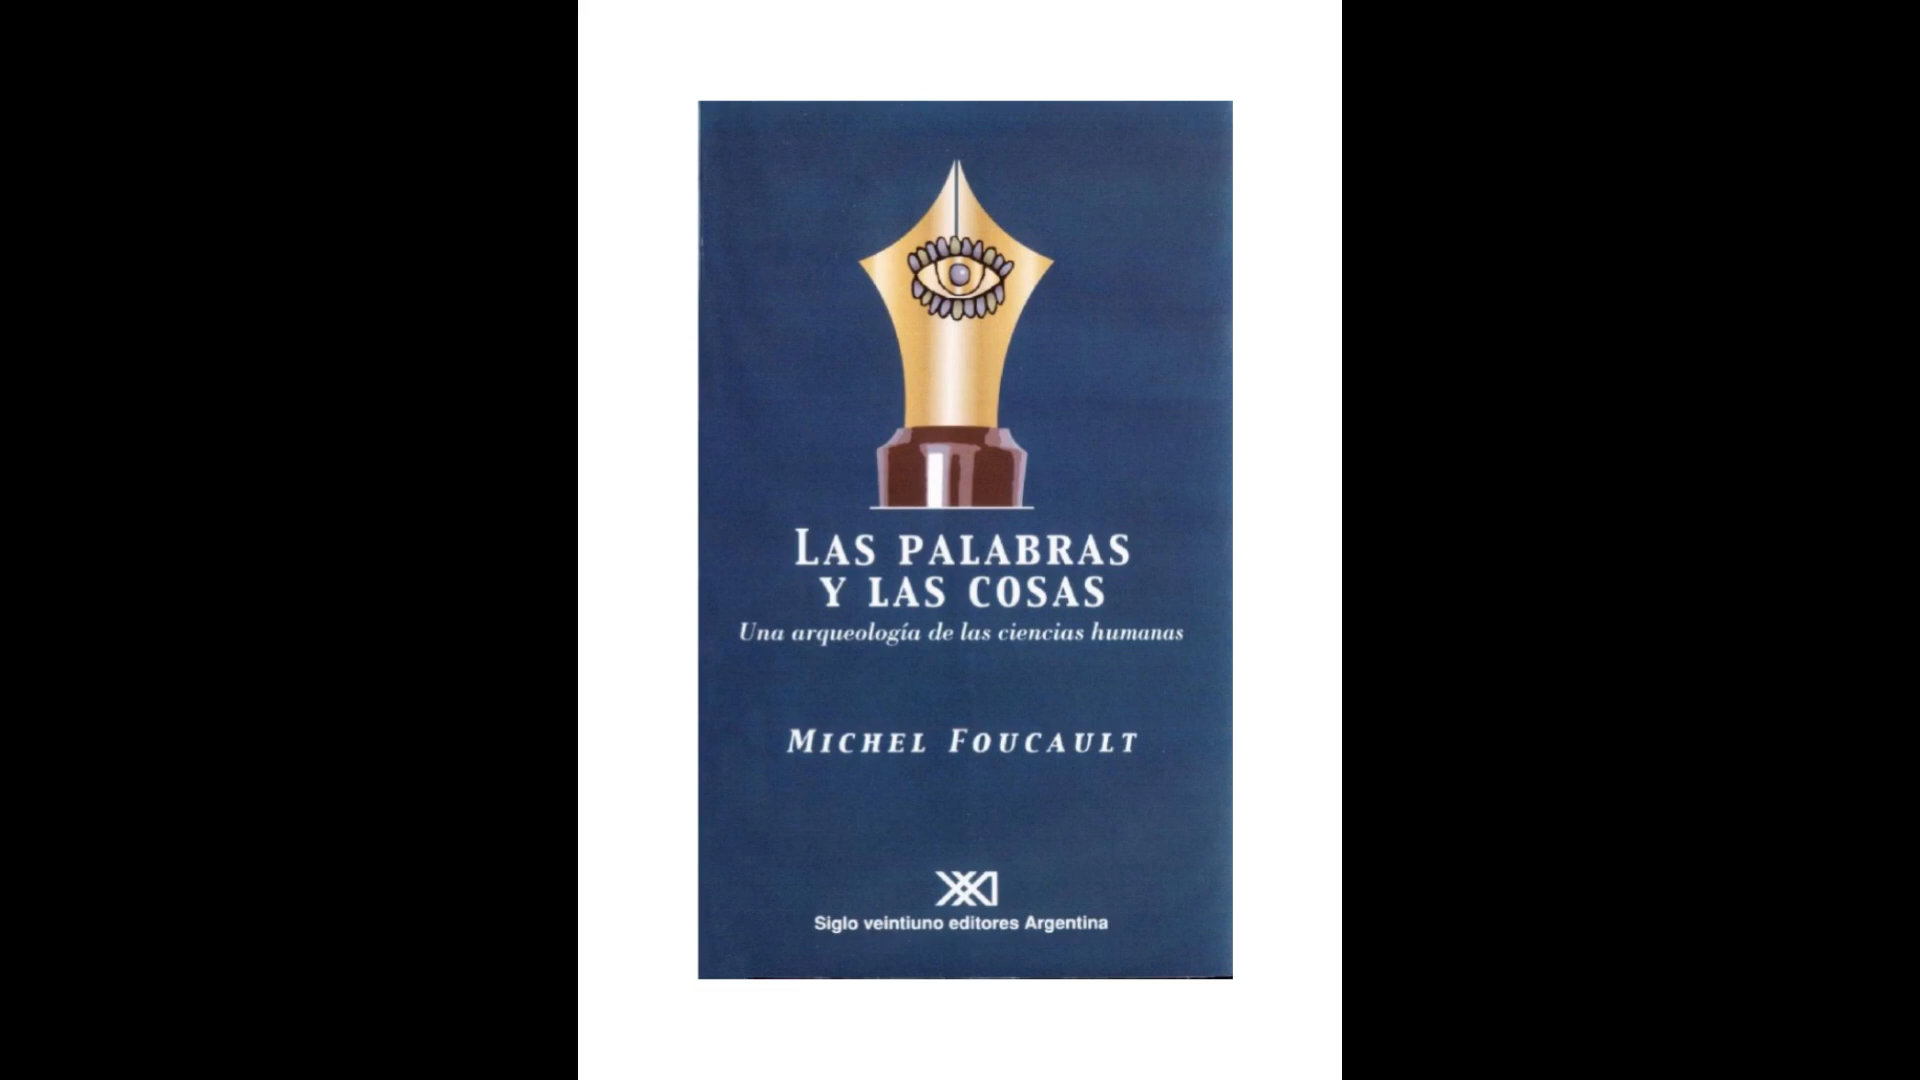 LAS PALABRAS
Y LAS COSAS
Una arqueología de las ciencias humanas
MICHEL FOUCAULT
XXI
Siglo veintiuno editores Argentina